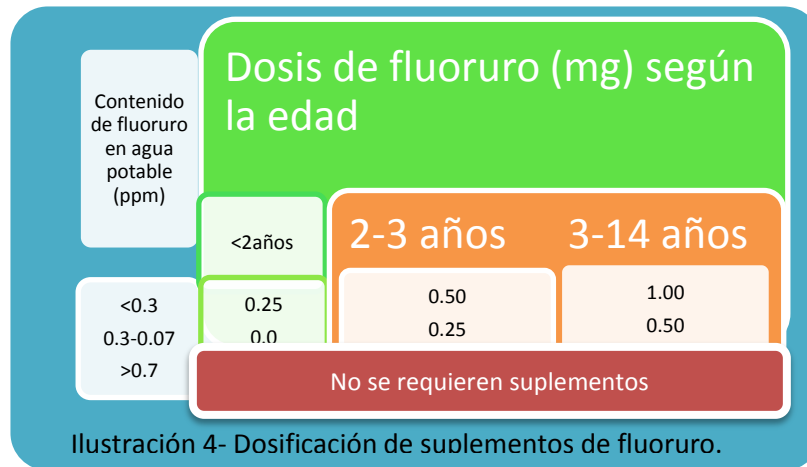 Dosis de fluoruro (mg) según
la edad
Contenido
de fluoruro
en agua
potable
(ppm)
<2años
2-3 años
3-14 años
<0.3
0.25
0.50
1.00
0.3-0.07
0.0
0.25
0.50
>0.7
No se requieren suplementos
Ilustración 4- Dosificación de suplementos de fluoruro.